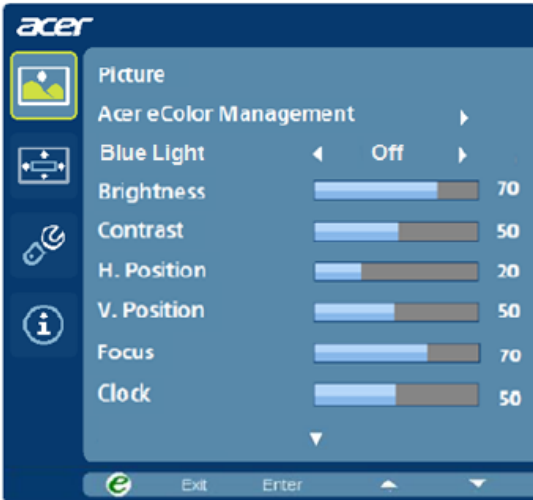 acer
Picture
Acer eColor Management
Blue Light Off
Brightness 70
Contrast 50
H. Position 20
V. Position 50
Focus 70
Clock 50
e Exit Enter